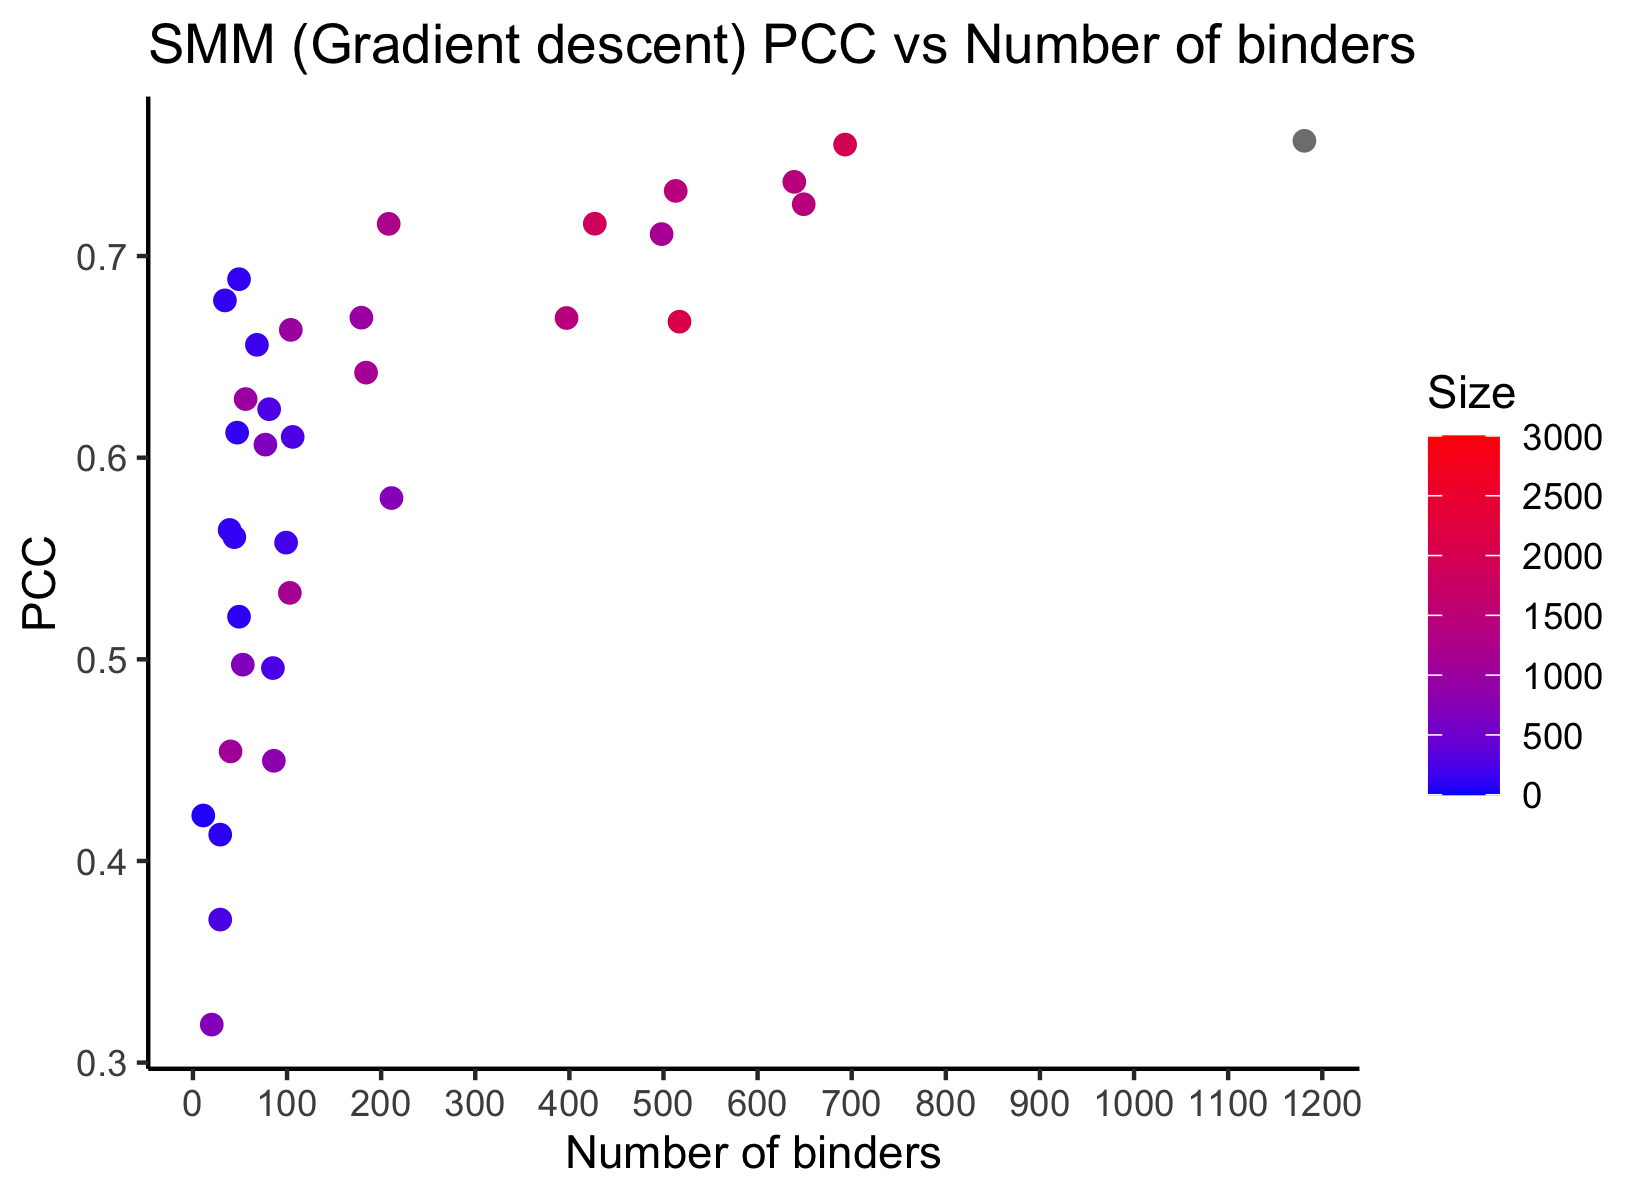 SMM (Gradient descent) PCC vs Number of binders
PCC
0.7
0.6
0.5
0.4
0.3
0 100 200 300 400 500 600 700 800 900 1000 1100 1200
Number of binders
Size
3000
2500
2000
1500
1000
500
0